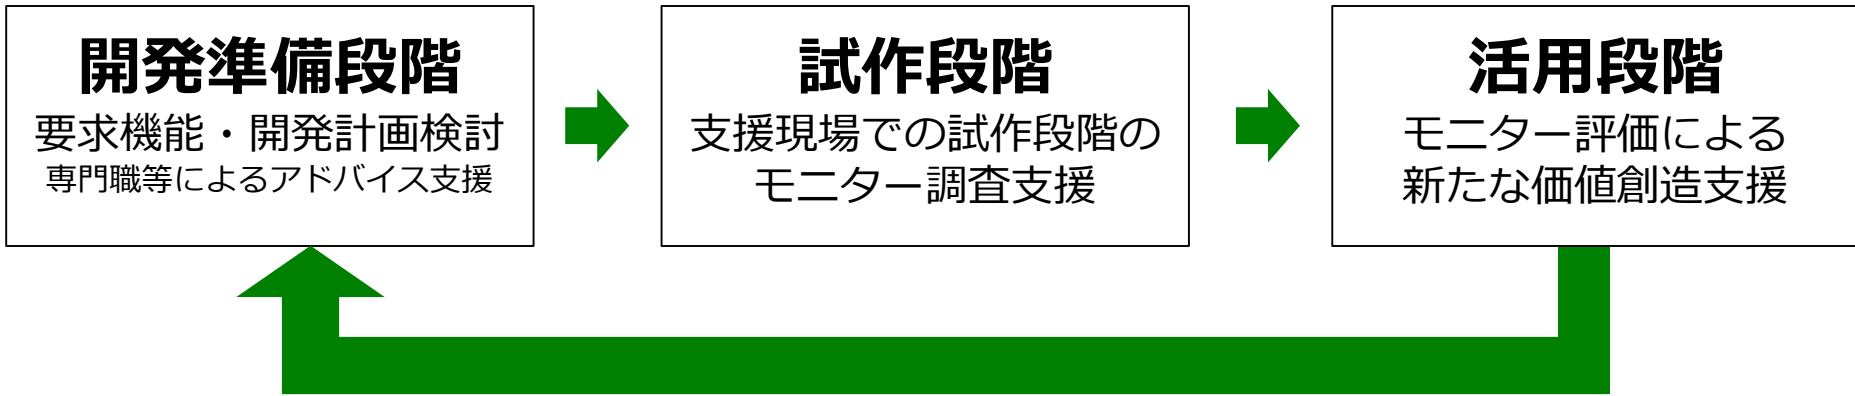 開発準備段階
要求機能・開発計画検討
専門職等によるアドバイス支援
試作段階
支援現場での試作段階の
モニター調査支援
活用段階
モニター評価による
新たな価値創造支援